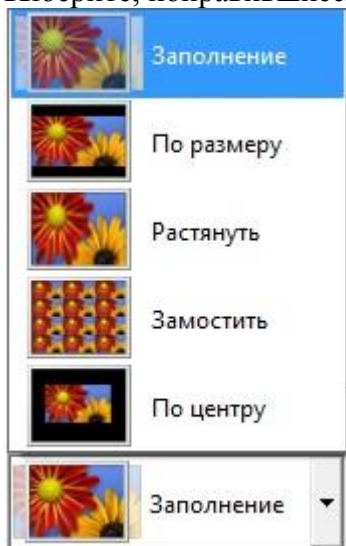 Заполнение
По размеру
Растянуть
Замостить
По центру
Заполнение